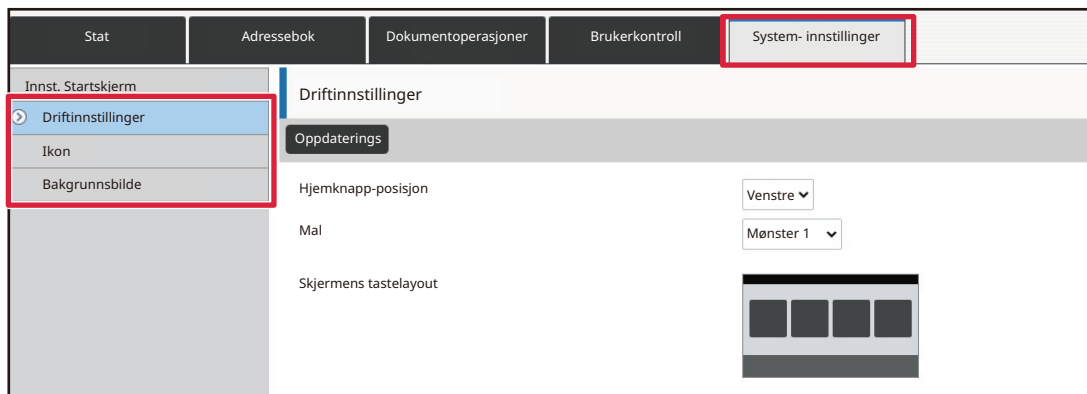 Stat
Adressebok
Dokumentoperasjoner
Brukerkontroll
System- innstillinger
Innst. Startskjerm
Driftinnstillinger
Ikon
Bakgrunnsbilde
Driftinnstillinger
Oppdaterings
Hjemknapp-posisjon
Venstre
Mal
Mønster 1
Skjermens tastelayout